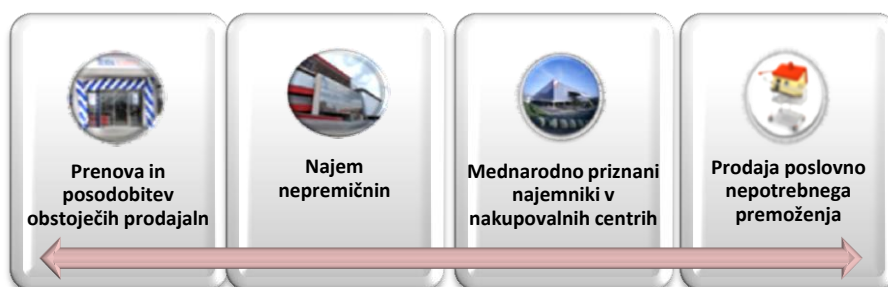 Prenova in
posodobitev
obstoječih prodajaln
Najem
nepremičnin
Mednarodno priznani
najemniki v
nakupovalnih centrih
Prodaja poslovno
nepotrebnega
premoženja